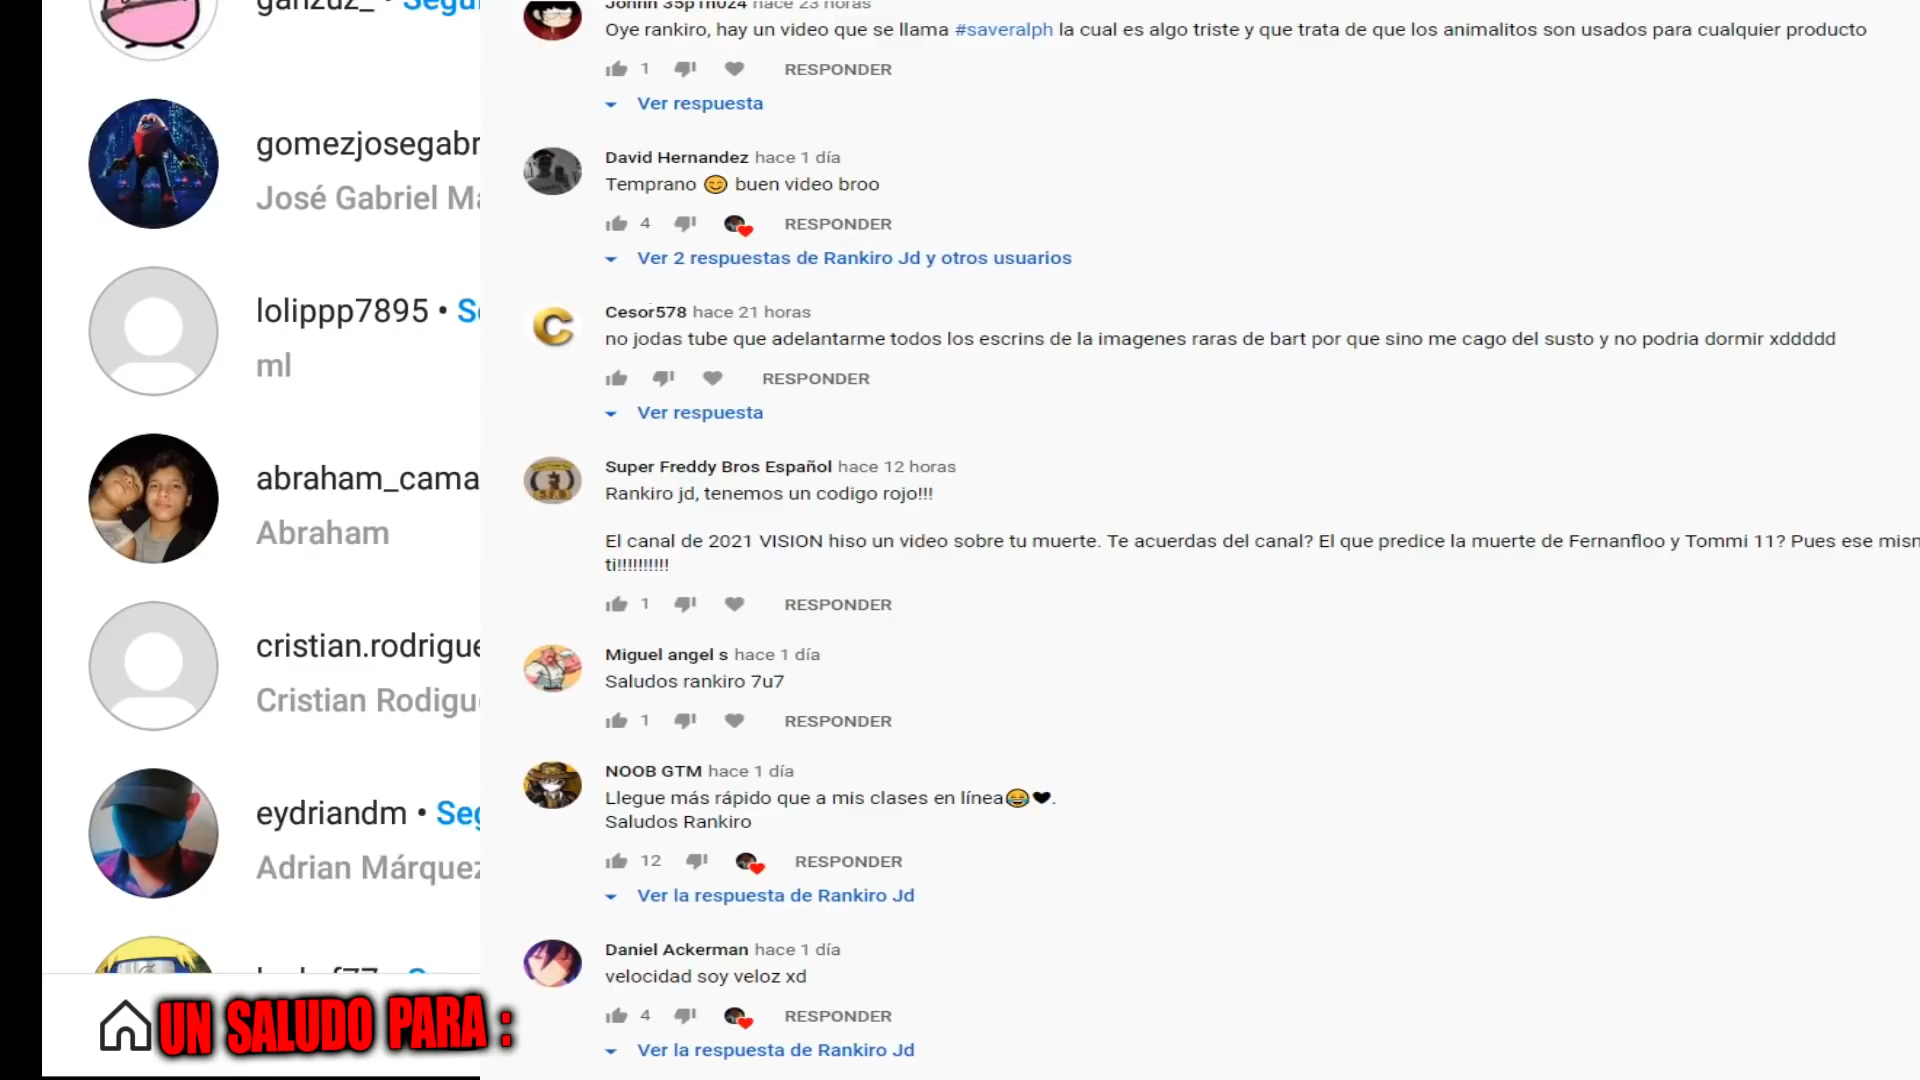 gomezjosegabr
José Gabriel Ma
lolippp7895 • Se
ml
abraham_cama
Abraham
cristian.rodrigue
Cristian Rodigu
eydriandm • Seg
Adrian Márquez
UN SALUDO PARA :
hace 23 horas
Oye rankiro, hay un video que se llama #saveralph la cual es algo triste y que trata de que los animalitos son usados para cualquier producto
1 RESPONDER
Ver respuesta
David Hernandez hace 1 día
Temprano 😊 buen video broo
4 RESPONDER
Ver 2 respuestas de Rankiro Jd y otros usuarios
Cesor578 hace 21 horas
no jodas tube que adelantarme todos los escrins de la imagenes raras de bart por que sino me cago del susto y no podria dormir xddddd
RESPONDER
Ver respuesta
Super Freddy Bros Español hace 12 horas
Rankiro jd, tenemos un codigo rojo!!!
El canal de 2021 VISION hiso un video sobre tu muerte. Te acuerdas del canal? El que predice la muerte de Fernanfloo y Tommi 11? Pues ese misn
ti!!!!!!!!!!
1 RESPONDER
Miguel angel s hace 1 día
Saludos rankiro 7u7
1 RESPONDER
NOOB GTM hace 1 día
Llegue más rápido que a mis clases en línea😂🖤.
Saludos Rankiro
12 RESPONDER
Ver la respuesta de Rankiro Jd
Daniel Ackerman hace 1 día
velocidad soy veloz xd
4 RESPONDER
Ver la respuesta de Rankiro Jd